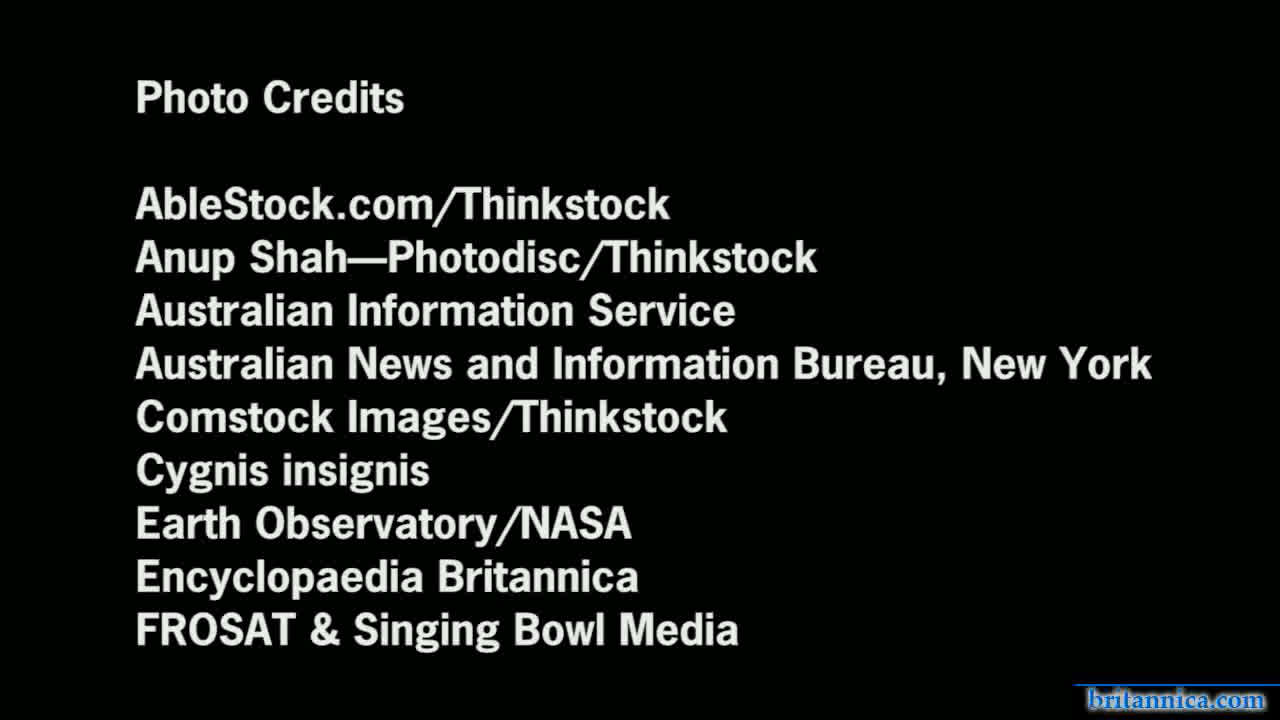 Photo Credits
AbleStock.com/Thinkstock
Anup Shah—Photodisc/Thinkstock
Australian Information Service
Australian News and Information Bureau, New York
Comstock Images/Thinkstock
Cygnis insignis
Earth Observatory/NASA
Encyclopaedia Britannica
FROSAT & Singing Bowl Media
britannica.com